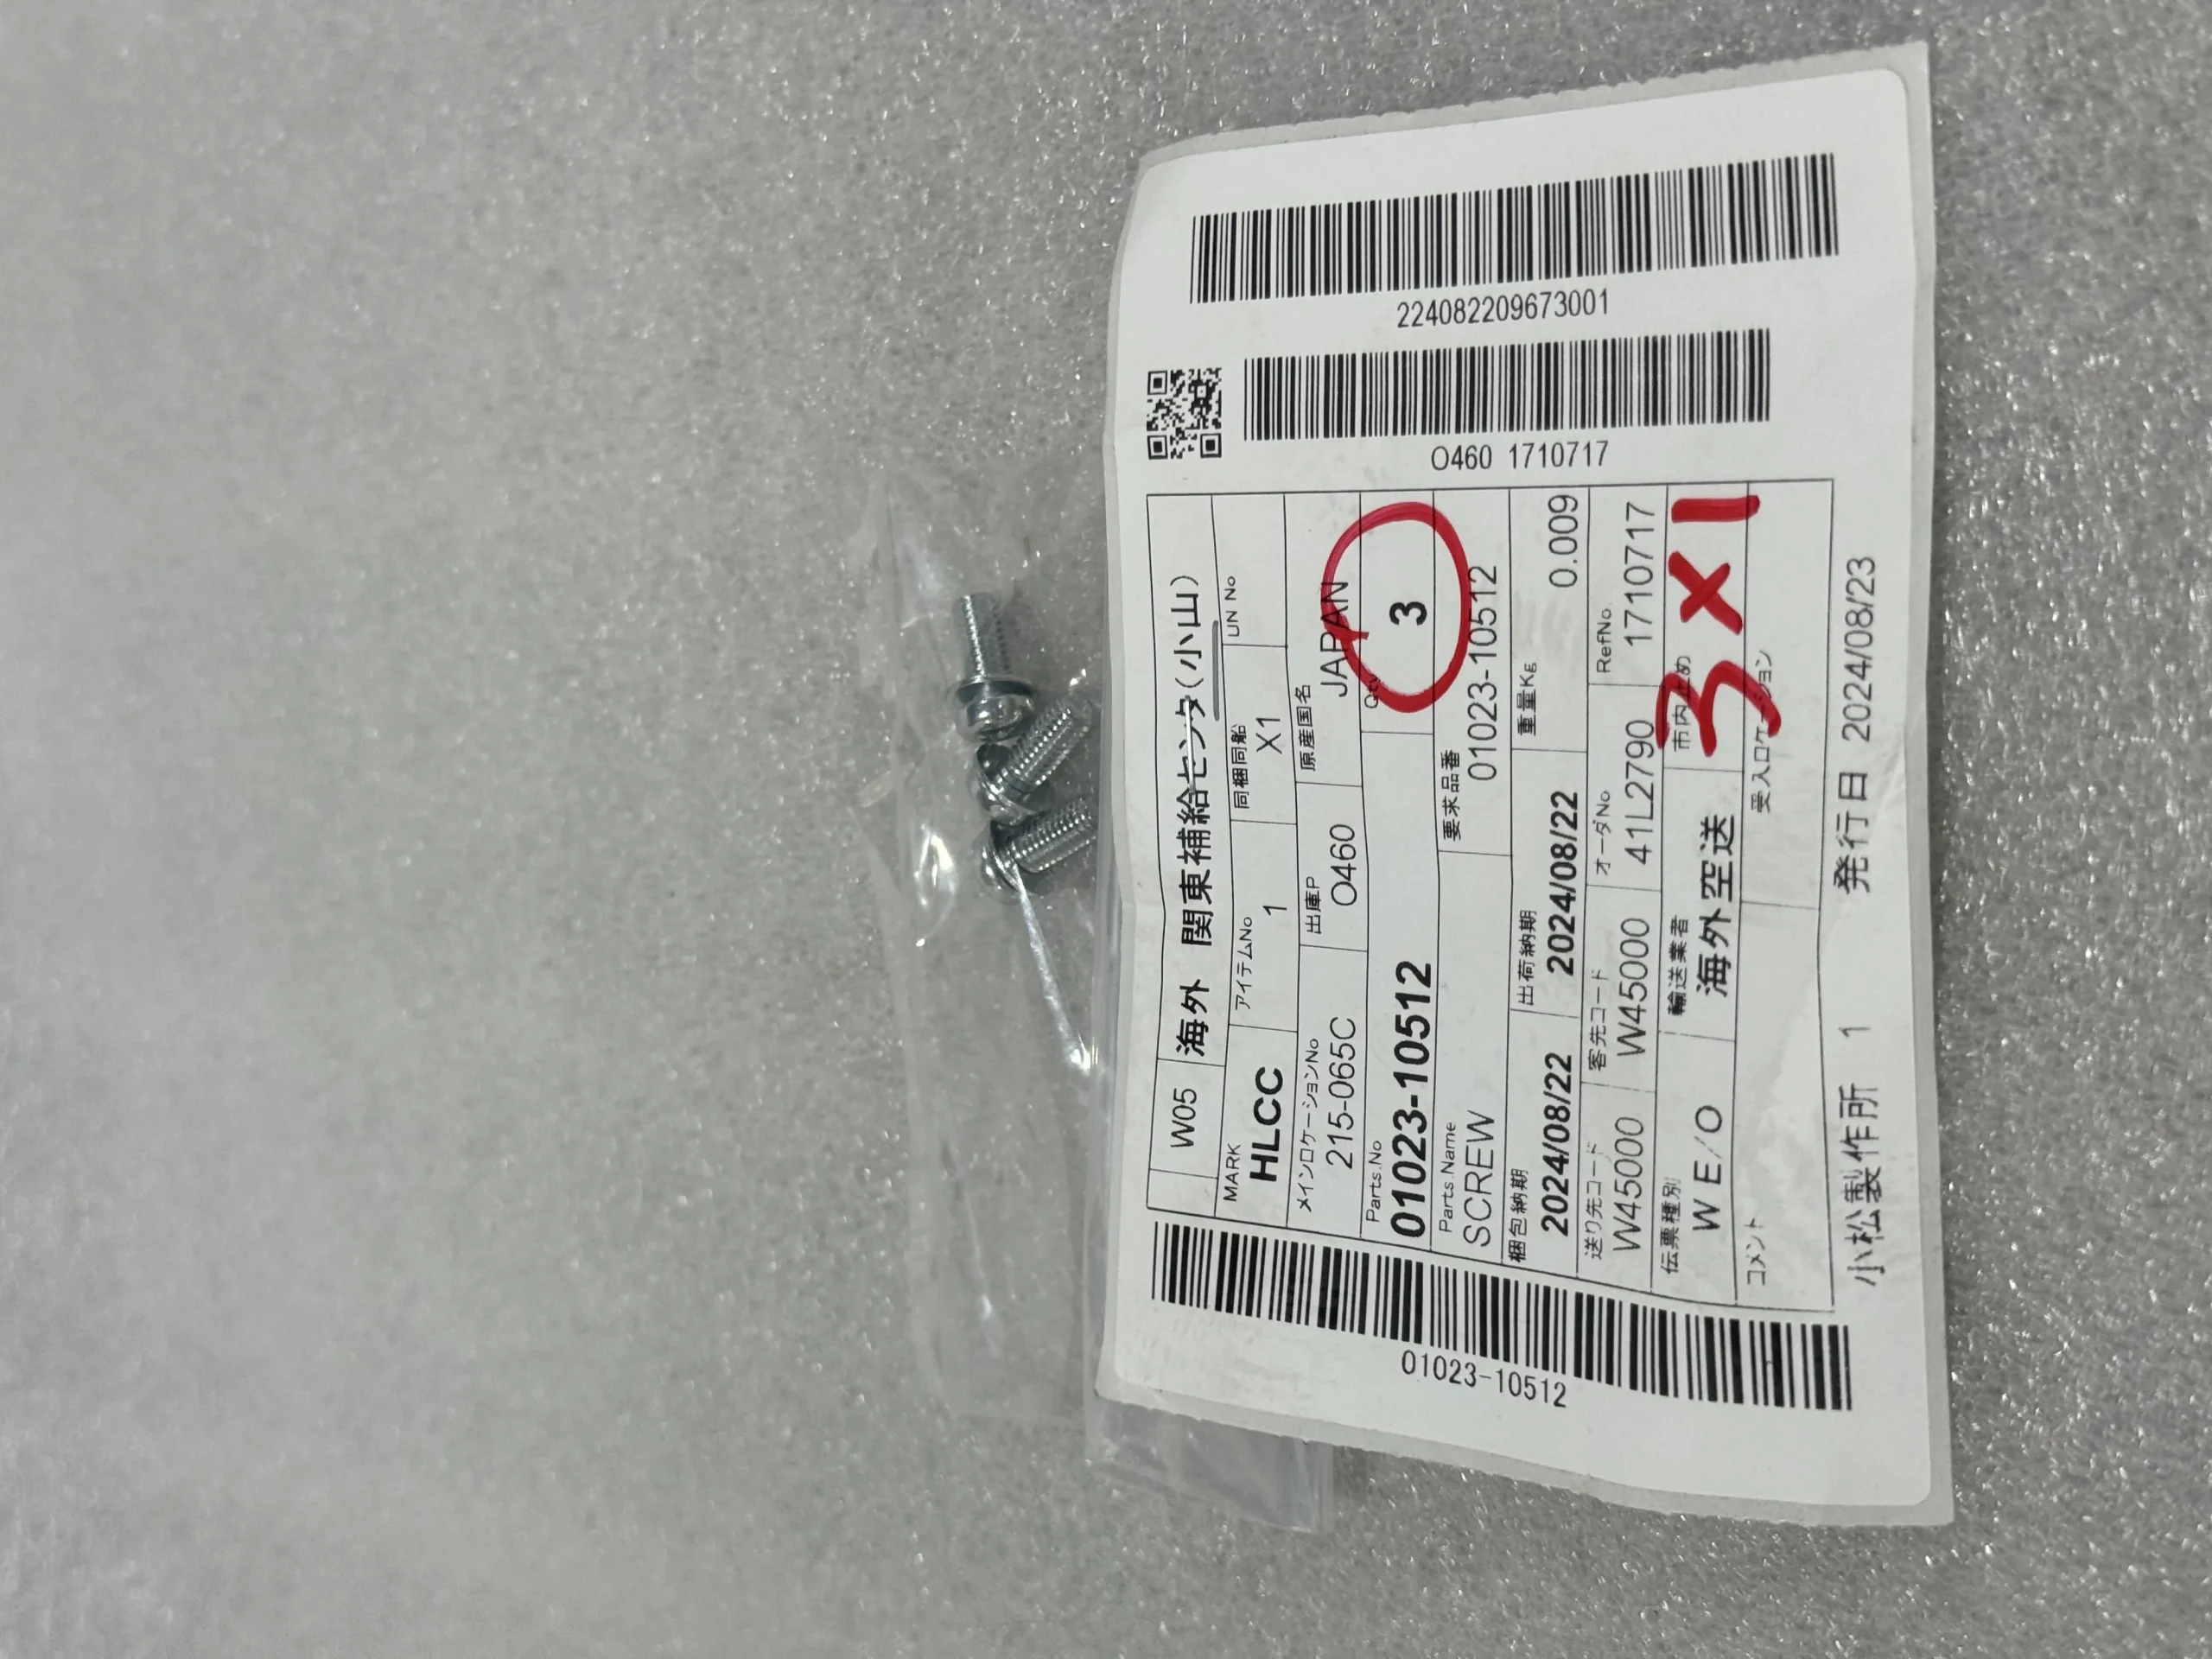 W05 海外 関東補給センタ(小山)
MARK アイテムNo 同梱同船 UN No
HLCC 1 X1
メインロケーションNo 出庫P 原産国名
215-065C O460 JAPAN
Parts.No Qty
01023-10512 3
Parts.Name 要求品番
SCREW 01023-10512
梱包納期 出荷納期 重量Kg
2024/08/22 2024/08/22 0.009
送り先コード 客先コード オーダNo RefNo.
W45000 W45000 41L2790 1710717
伝票種別 輸送業者 市内止め
WE/O 海外空送 3×1
コメント 受入ロケーション
小松製作所 1 発行日 2024/08/23
01023-10512
O460 1710717
224082209673001